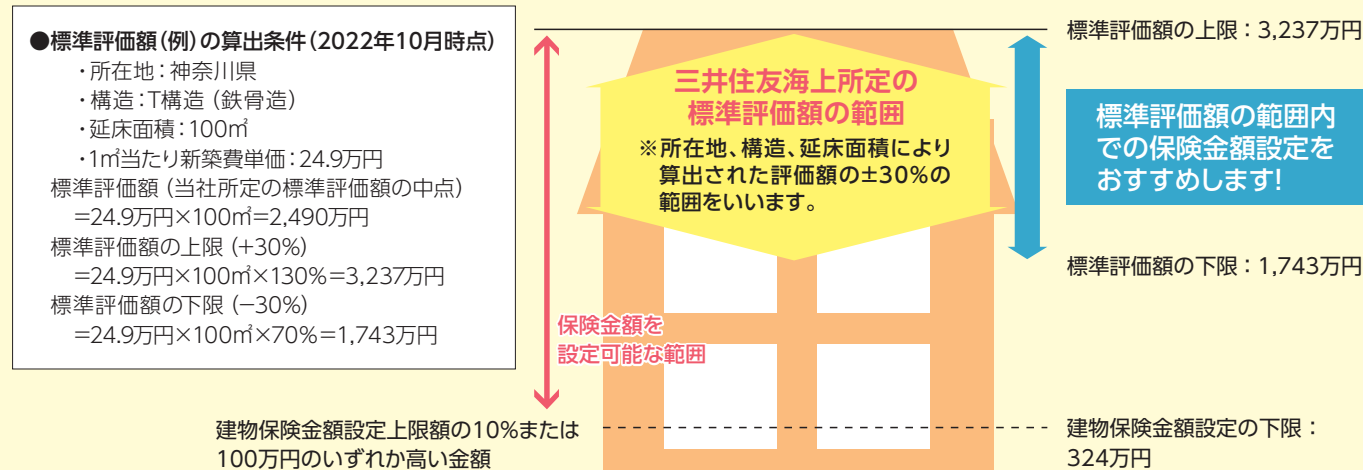 ●標準評価額(例)の算出条件(2022年10月時点)
・所在地:神奈川県
・構造:T構造(鉄骨造)
・延床面積:100㎡
・1㎡当たり新築費単価:24.9万円
標準評価額(当社所定の標準評価額の中点)
=24.9万円×100㎡=2,490万円
標準評価額の上限(+30%)
=24.9万円×100㎡×130%=3,237万円
標準評価額の下限(-30%)
=24.9万円×100㎡×70%=1,743万円
三井住友海上所定の
標準評価額の範囲
※所在地、構造、延床面積により
算出された評価額の±30%の
範囲をいいます。
標準評価額の上限:3,237万円
標準評価額の範囲内
での保険金額設定を
おすすめします!
標準評価額の下限:1,743万円
保険金額を
設定可能な範囲
建物保険金額設定上限額の10%または
100万円のいずれか高い金額
建物保険金額設定の下限:
324万円